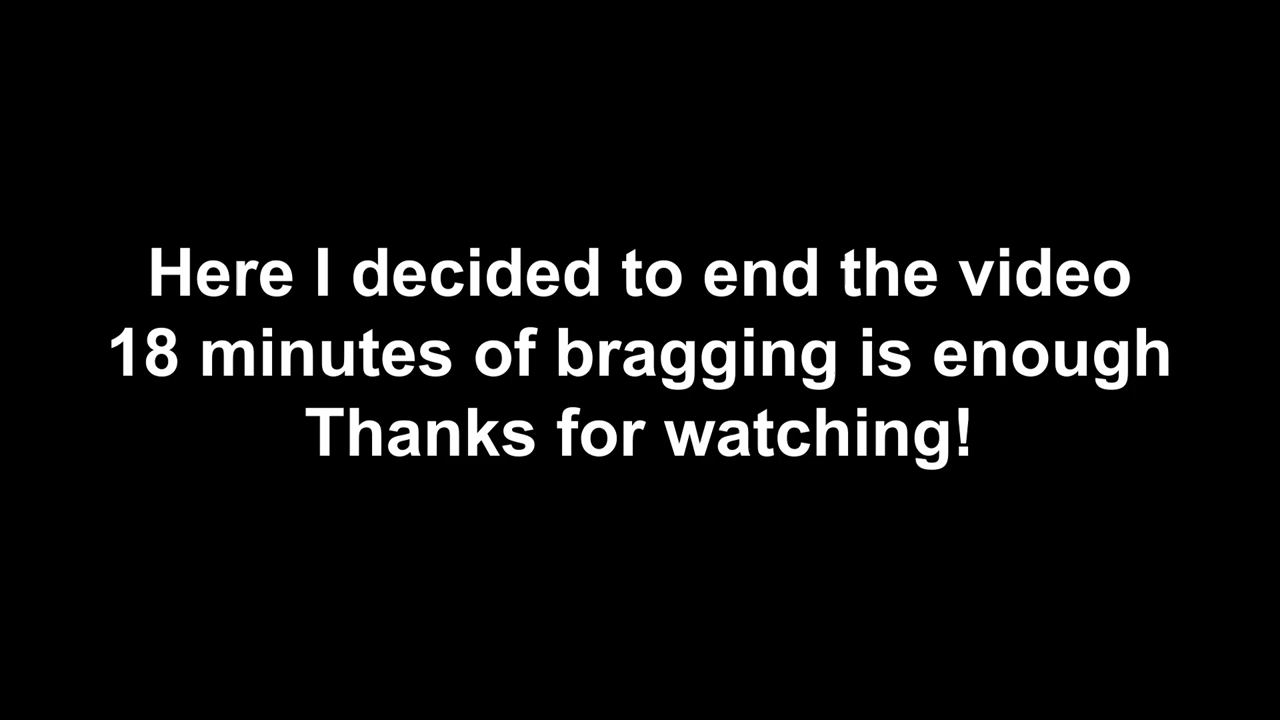 Here I decided to end the video
18 minutes of bragging is enough
Thanks for watching!